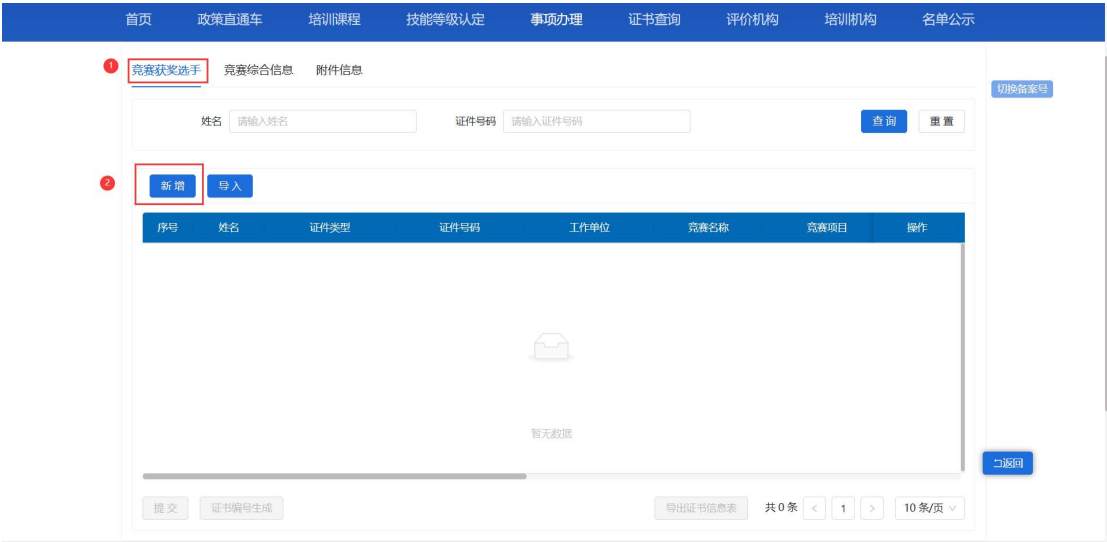 首页 政策直通车 培训课程 技能等级认定 事项办理 证书查询 评价机构 培训机构 名单公示
1 竞赛获奖选手 竞赛综合信息 附件信息
切换备案号
姓名 请输入姓名 证件号码 请输入证件号码 查询 重置
2 新增 导入
序号 姓名 证件类型 证件号码 工作单位 竞赛名称 竞赛项目 操作
暂无数据
返回
提交 证书编号生成 导出证书信息表 共0条 < 1 > 10条/页